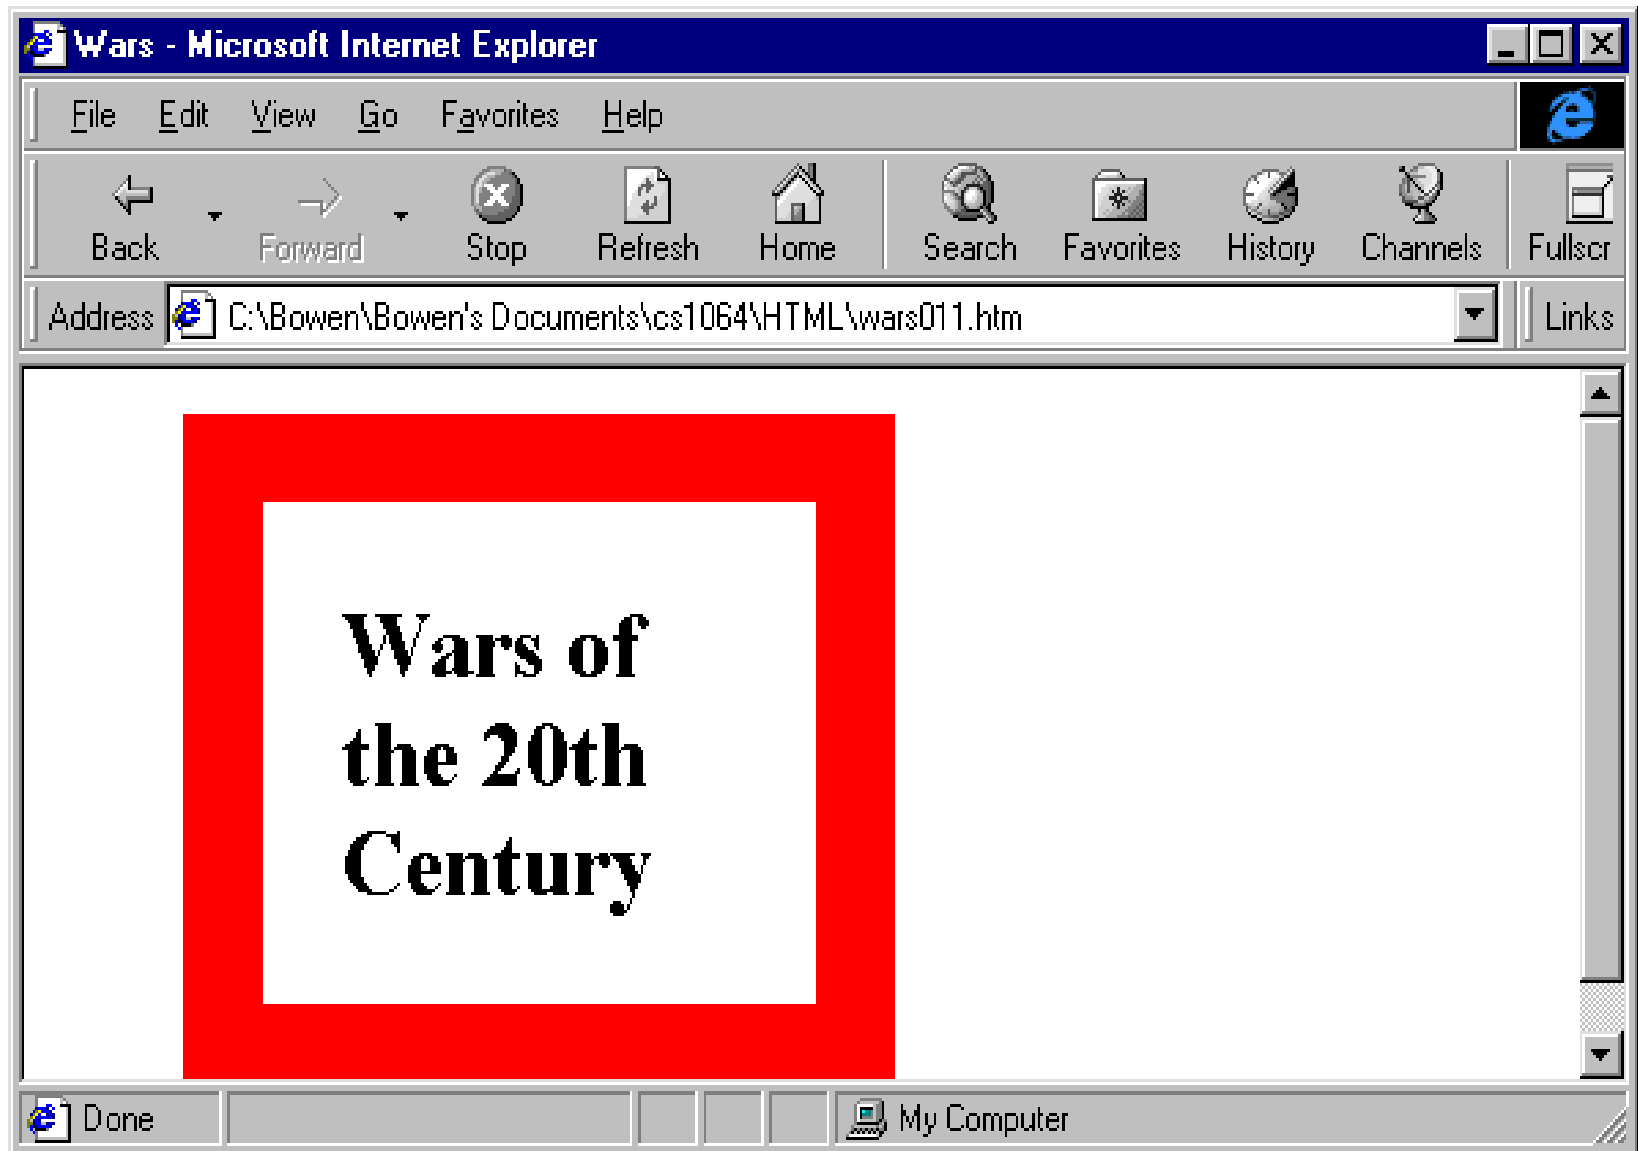 Wars - Microsoft Internet Explorer
File Edit View Go Favorites Help
Back Forward Stop Refresh Home Search Favorites History Channels Fullscr
Address C:\Bowen\Bowen's Documents\cs1064\HTML\wars011.htm Links
Wars of
the 20th
Century
Done My Computer